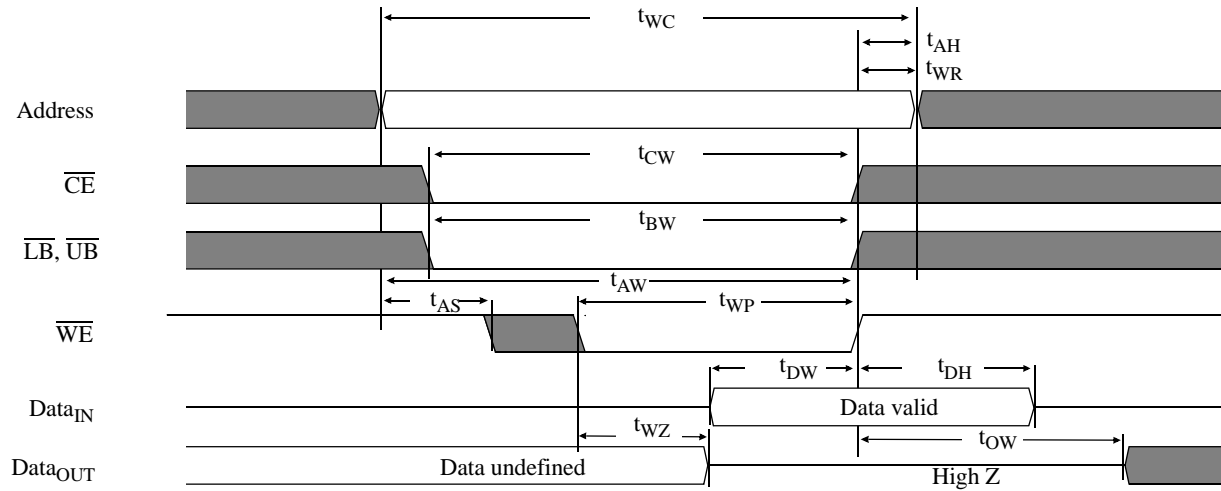 tWC
tAH
tWR
Address
tCW
CE
tBW
LB, UB
tAW
tAS
tWP
WE
tDW
tDH
DataIN
Data valid
tWZ
tOW
DataOUT
Data undefined
High Z